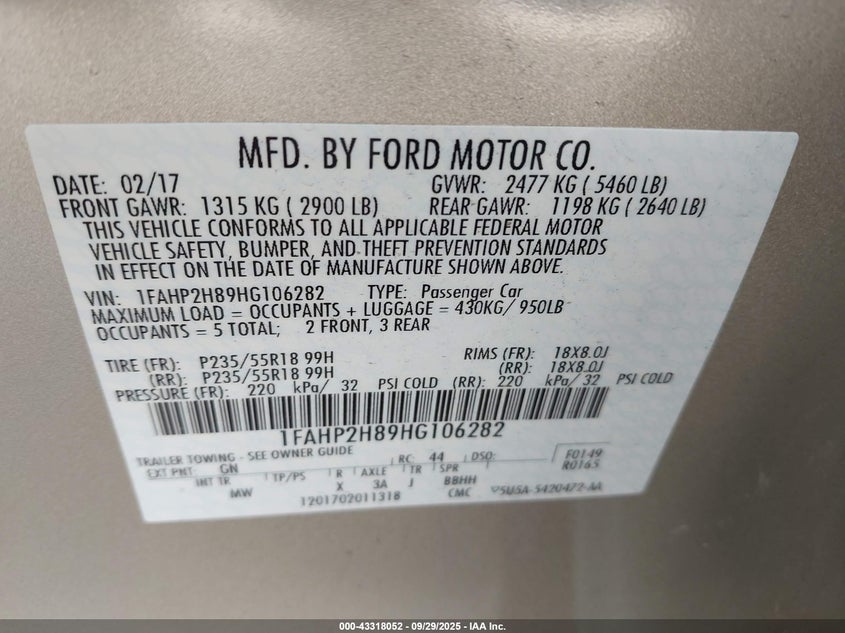 MFD. BY FORD MOTOR CO.
DATE: 02/17 GVWR: 2477 KG ( 5460 LB)
FRONT GAWR: 1315 KG ( 2900 LB) REAR GAWR: 1198 KG ( 2640 LB)
THIS VEHICLE CONFORMS TO ALL APPLICABLE FEDERAL MOTOR
VEHICLE SAFETY, BUMPER, AND THEFT PREVENTION STANDARDS
IN EFFECT ON THE DATE OF MANUFACTURE SHOWN ABOVE.
VIN: 1FAHP2H89HG106282 TYPE: Passenger Car
MAXIMUM LOAD = OCCUPANTS + LUGGAGE = 430KG/ 950LB
OCCUPANTS = 5 TOTAL; 2 FRONT, 3 REAR
TIRE (FR): P235/55R18 99H RIMS (FR): 18X8.0J
(RR): P235/55R18 99H (RR): 18X8.0J
PRESSURE (FR): 220 kPa/ 32 PSI COLD (RR): 220 kPa/ 32 PSI COLD
1FAHP2H89HG106282
TRAILER TOWING - SEE OWNER GUIDE RC: 44 DSO: F0149
EXT PNT: GN R0165
INT TR TP/PS R AXLE TR SPR
MW X 3A J BBHH
1201702011318 CMC 5U5A-5420472-AA
000-43318052 - 09/29/2025 - IAA Inc.